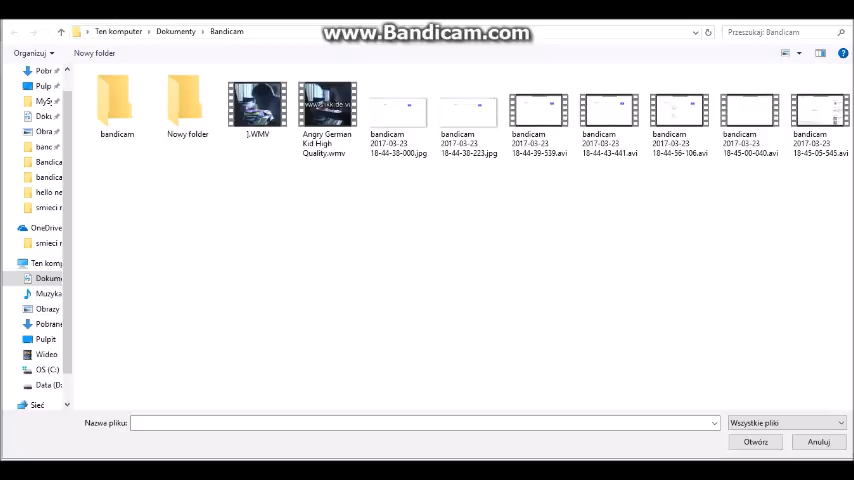 www.Bandicam.com
Ten komputer > Dokumenty > Bandicam
Przeszukaj: Bandicam
Organizuj
Nowy folder
Pobr
Pulp
MySj
Doku
Obra
banc
Bandica
bandica
hello ne
smieci r
OneDrive
smieci r
Ten komp
Dokume
Muzyka
Obrazy
Pobrane
Pulpit
Wideo
OS (C:)
Data (D:
Sieć
bandicam
Nowy folder
].WMV
Angry German
Kid High
Quality.wmv
bandicam
2017-03-23
18-44-38-000.jpg
bandicam
2017-03-23
18-44-38-223.jpg
bandicam
2017-03-23
18-44-39-539.avi
bandicam
2017-03-23
18-44-43-441.avi
bandicam
2017-03-23
18-44-56-106.avi
bandicam
2017-03-23
18-45-00-040.avi
bandicam
2017-03-23
18-45-05-545.avi
Nazwa pliku:
Wszystkie pliki
Otwórz
Anuluj